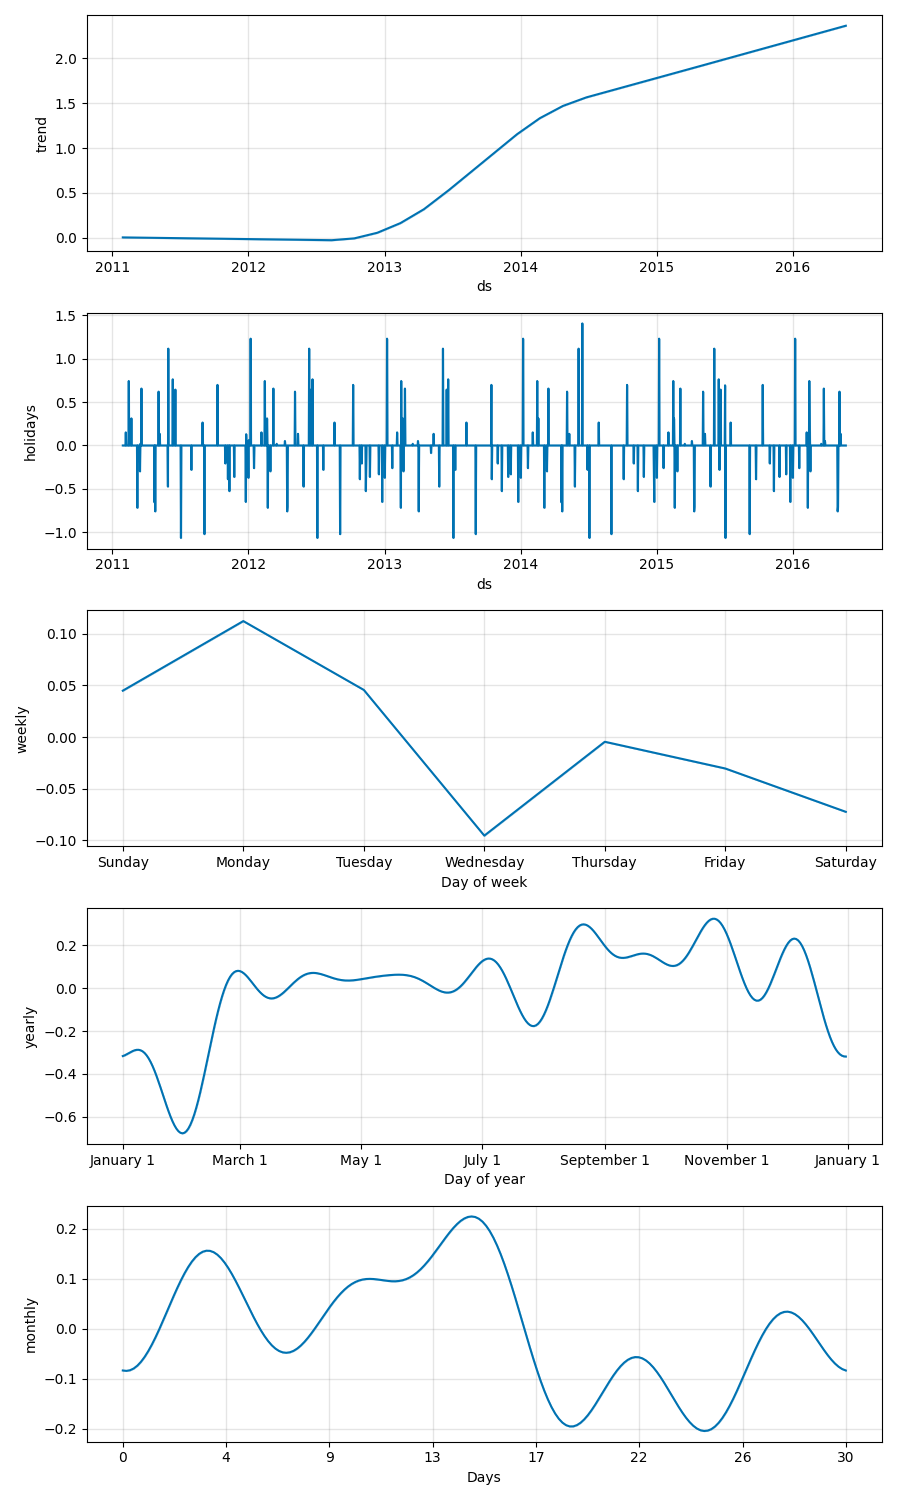 2.0
1.5
1.0
0.5
0.0
trend
2011 2012 2013 2014 2015 2016
ds
1.5
1.0
0.5
0.0
−0.5
−1.0
holidays
2011 2012 2013 2014 2015 2016
ds
0.10
0.05
0.00
−0.05
−0.10
weekly
Sunday Monday Tuesday Wednesday Thursday Friday Saturday
Day of week
0.2
0.0
−0.2
−0.4
−0.6
yearly
January 1 March 1 May 1 July 1 September 1 November 1 January 1
Day of year
0.2
0.1
0.0
−0.1
−0.2
monthly
0 4 9 13 17 22 26 30
Days